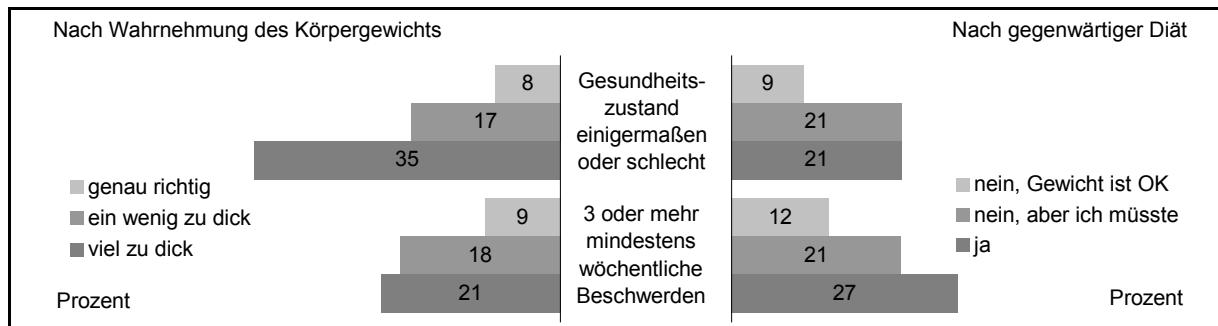 Nach Wahrnehmung des Körpergewichts
Nach gegenwärtiger Diät
8
17
35
Gesundheits-
zustand
einigermaßen
oder schlecht
9
21
21
genau richtig
ein wenig zu dick
viel zu dick
9
18
21
3 oder mehr
mindestens
wöchentliche
Beschwerden
12
21
27
nein, Gewicht ist OK
nein, aber ich müsste
ja
Prozent
Prozent